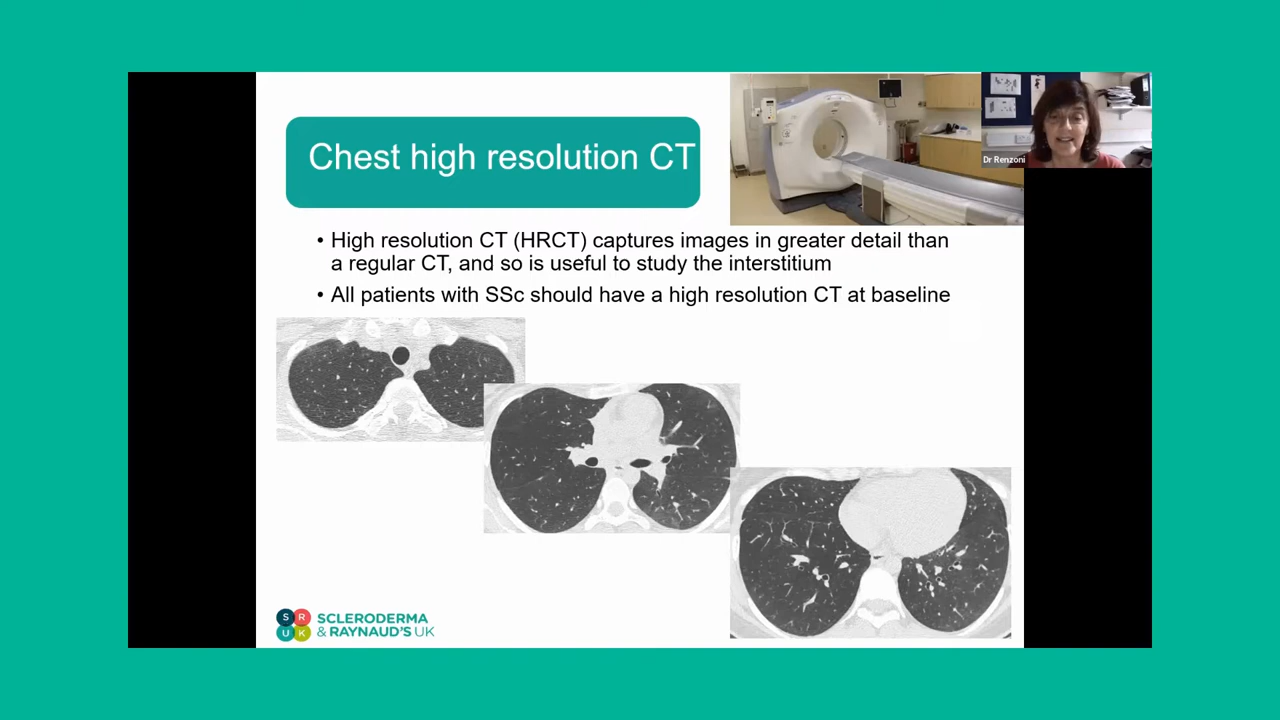 Chest high resolution CT
Dr Renzoni
• High resolution CT (HRCT) captures images in greater detail than
a regular CT, and so is useful to study the interstitium
• All patients with SSc should have a high resolution CT at baseline
S R
U K
SCLERODERMA
& RAYNAUD'S UK